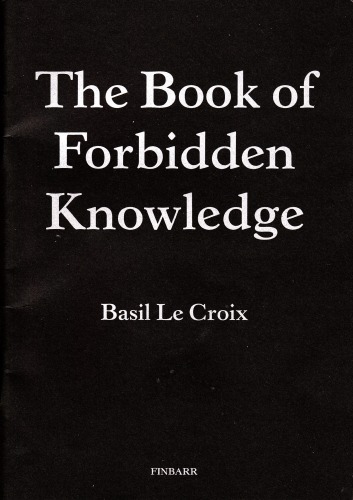 The Book of
Forbidden
Knowledge
Basil Le Croix
FINBARR